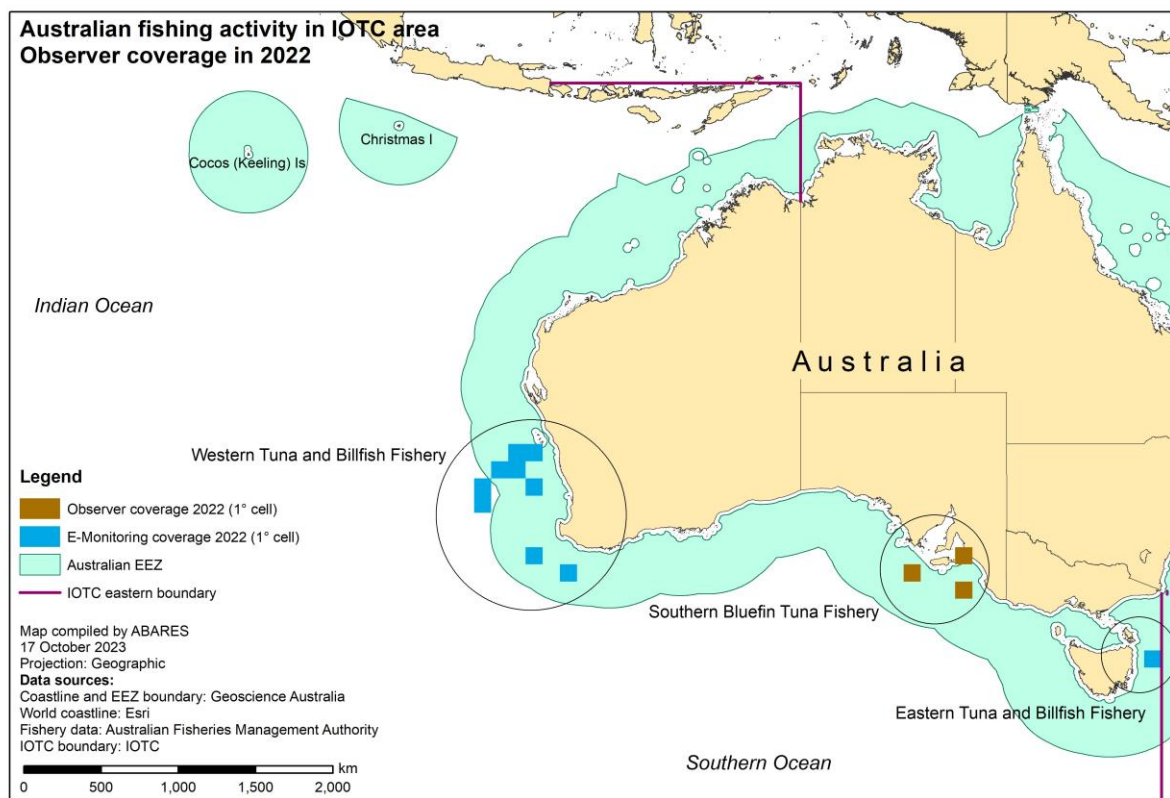 Australian fishing activity in IOTC area
Observer coverage in 2022
Cocos (Keeling) Is
Christmas I
Indian Ocean
Australia
Western Tuna and Billfish Fishery
Legend
Observer coverage 2022 (1° cell)
E-Monitoring coverage 2022 (1° cell)
Australian EEZ
IOTC eastern boundary
Southern Bluefin Tuna Fishery
Eastern Tuna and Billfish Fishery
Southern Ocean
Map compiled by ABARES
17 October 2023
Projection: Geographic
Data sources:
Coastline and EEZ boundary: Geoscience Australia
World coastline: Esri
Fishery data: Australian Fisheries Management Authority
IOTC boundary: IOTC
km
0 500 1,000 1,500 2,000